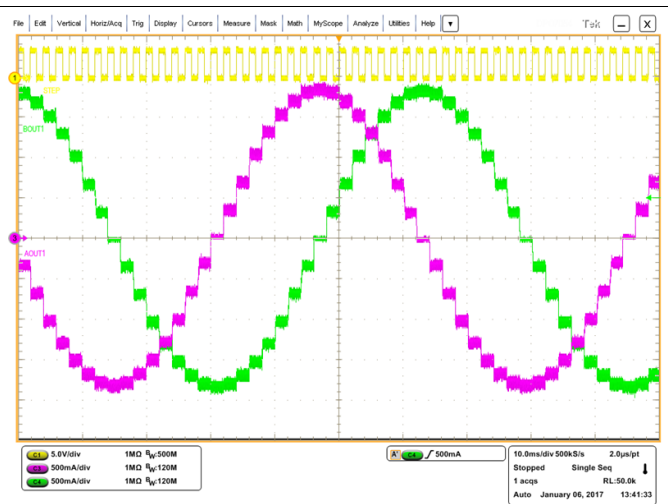 File Edit Vertical Horiz/Acq Trig Display Cursors Measure Mask Math MyScope Analyze Utilities Help Tek X
1
STEP
BOUT1
3
AOUT1
C1 5.0V/div 1MΩ BW:500M
C3 500mA/div 1MΩ BW:120M
C4 500mA/div 1MΩ BW:120M
A' C4 500mA
10.0ms/div 500kS/s 2.0µs/pt
Stopped Single Seq
1 acqs RL:50.0k
Auto January 06, 2017 13:41:33